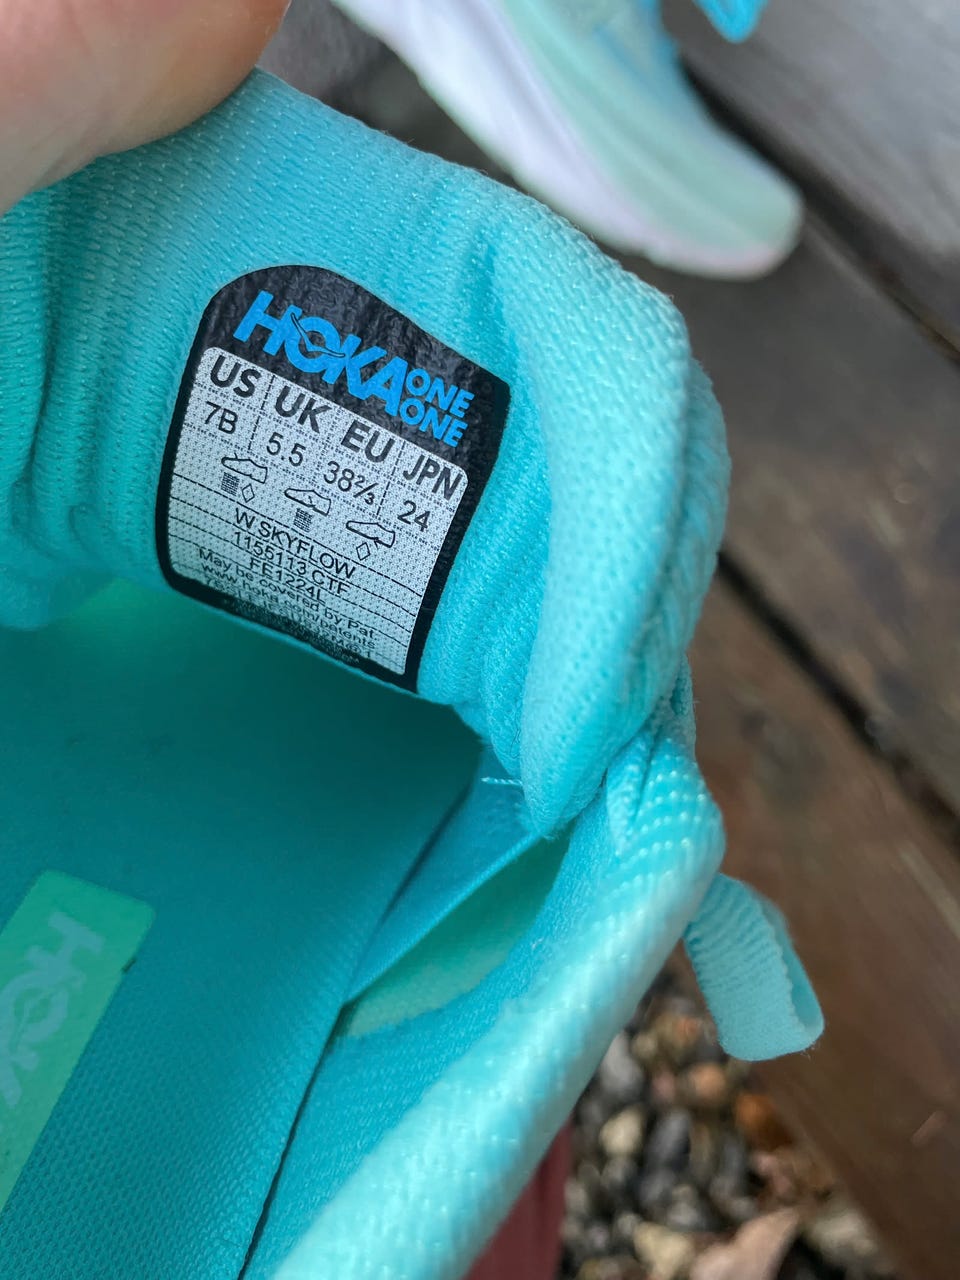 HOKA ONE ONE
US UK EU JPN
7B 5.5 38⅔ 24
W SKYFLOW
1155113 CTF
FE1224L
May be covered by Pat.
HOKA